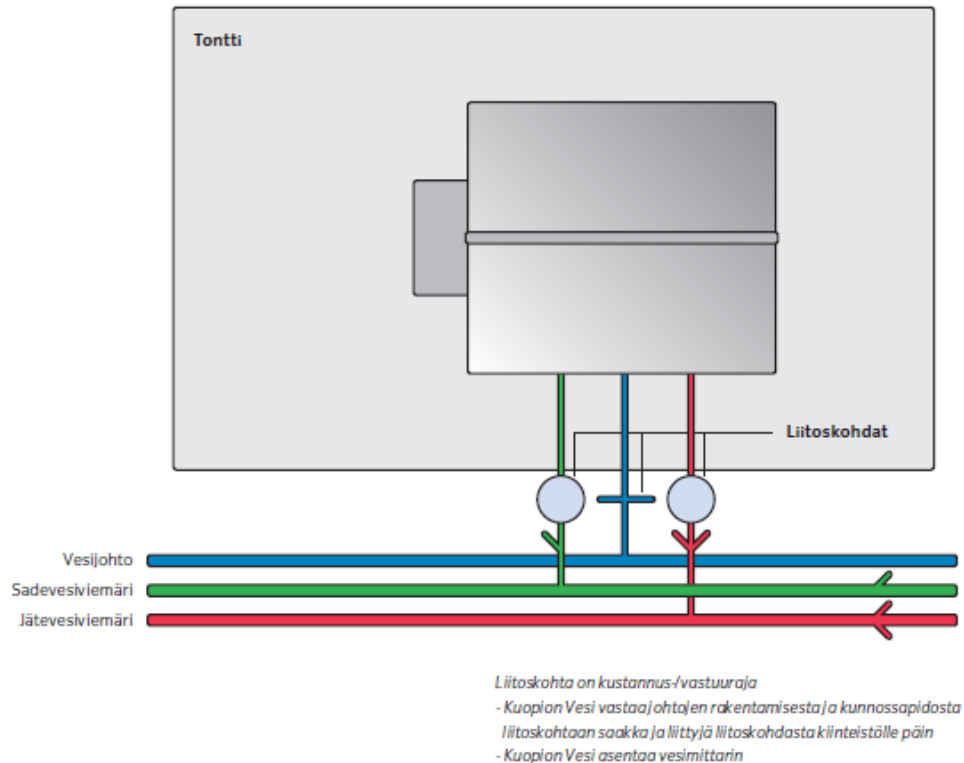 Tontti
Liitoskohdat
Vesijohto
Sadevesiviemäri
Jätevesiviemäri
Liitoskohta on kustannus-/vastuuraja
- Kuopion Vesi vastaa johtojen rakentamisesta ja kunnossapidosta
liitoskohtaan saakka ja liittyjä liitoskohdasta kiinteistölle päin
- Kuopion Vesi asentaa vesimittarin